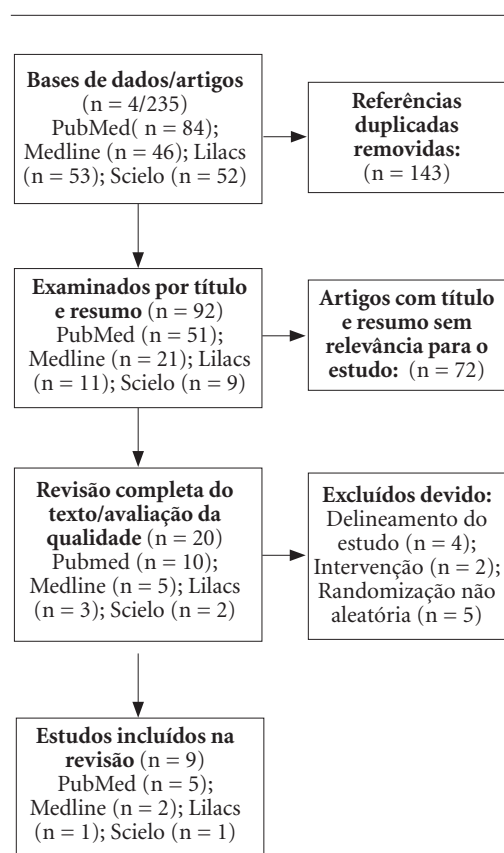 Bases de dados/artigos
(n = 4/235)
PubMed( n = 84);
Medline (n = 46); Lilacs
(n = 53); Scielo (n = 52)
Referências
duplicadas
removidas:
(n = 143)
Examinados por título
e resumo (n = 92)
PubMed (n = 51);
Medline (n = 21); Lilacs
(n = 11); Scielo (n = 9)
Artigos com título
e resumo sem
relevância para o
estudo: (n = 72)
Revisão completa do
texto/avaliação da
qualidade (n = 20)
Pubmed (n = 10);
Medline (n = 5); Lilacs
(n = 3); Scielo (n = 2)
Excluídos devido:
Delineamento do
estudo (n = 4);
Intervenção (n = 2);
Randomização não
aleatória (n = 5)
Estudos incluídos na
revisão (n = 9)
PubMed (n = 5);
Medline (n = 2); Lilacs
(n = 1); Scielo (n = 1)